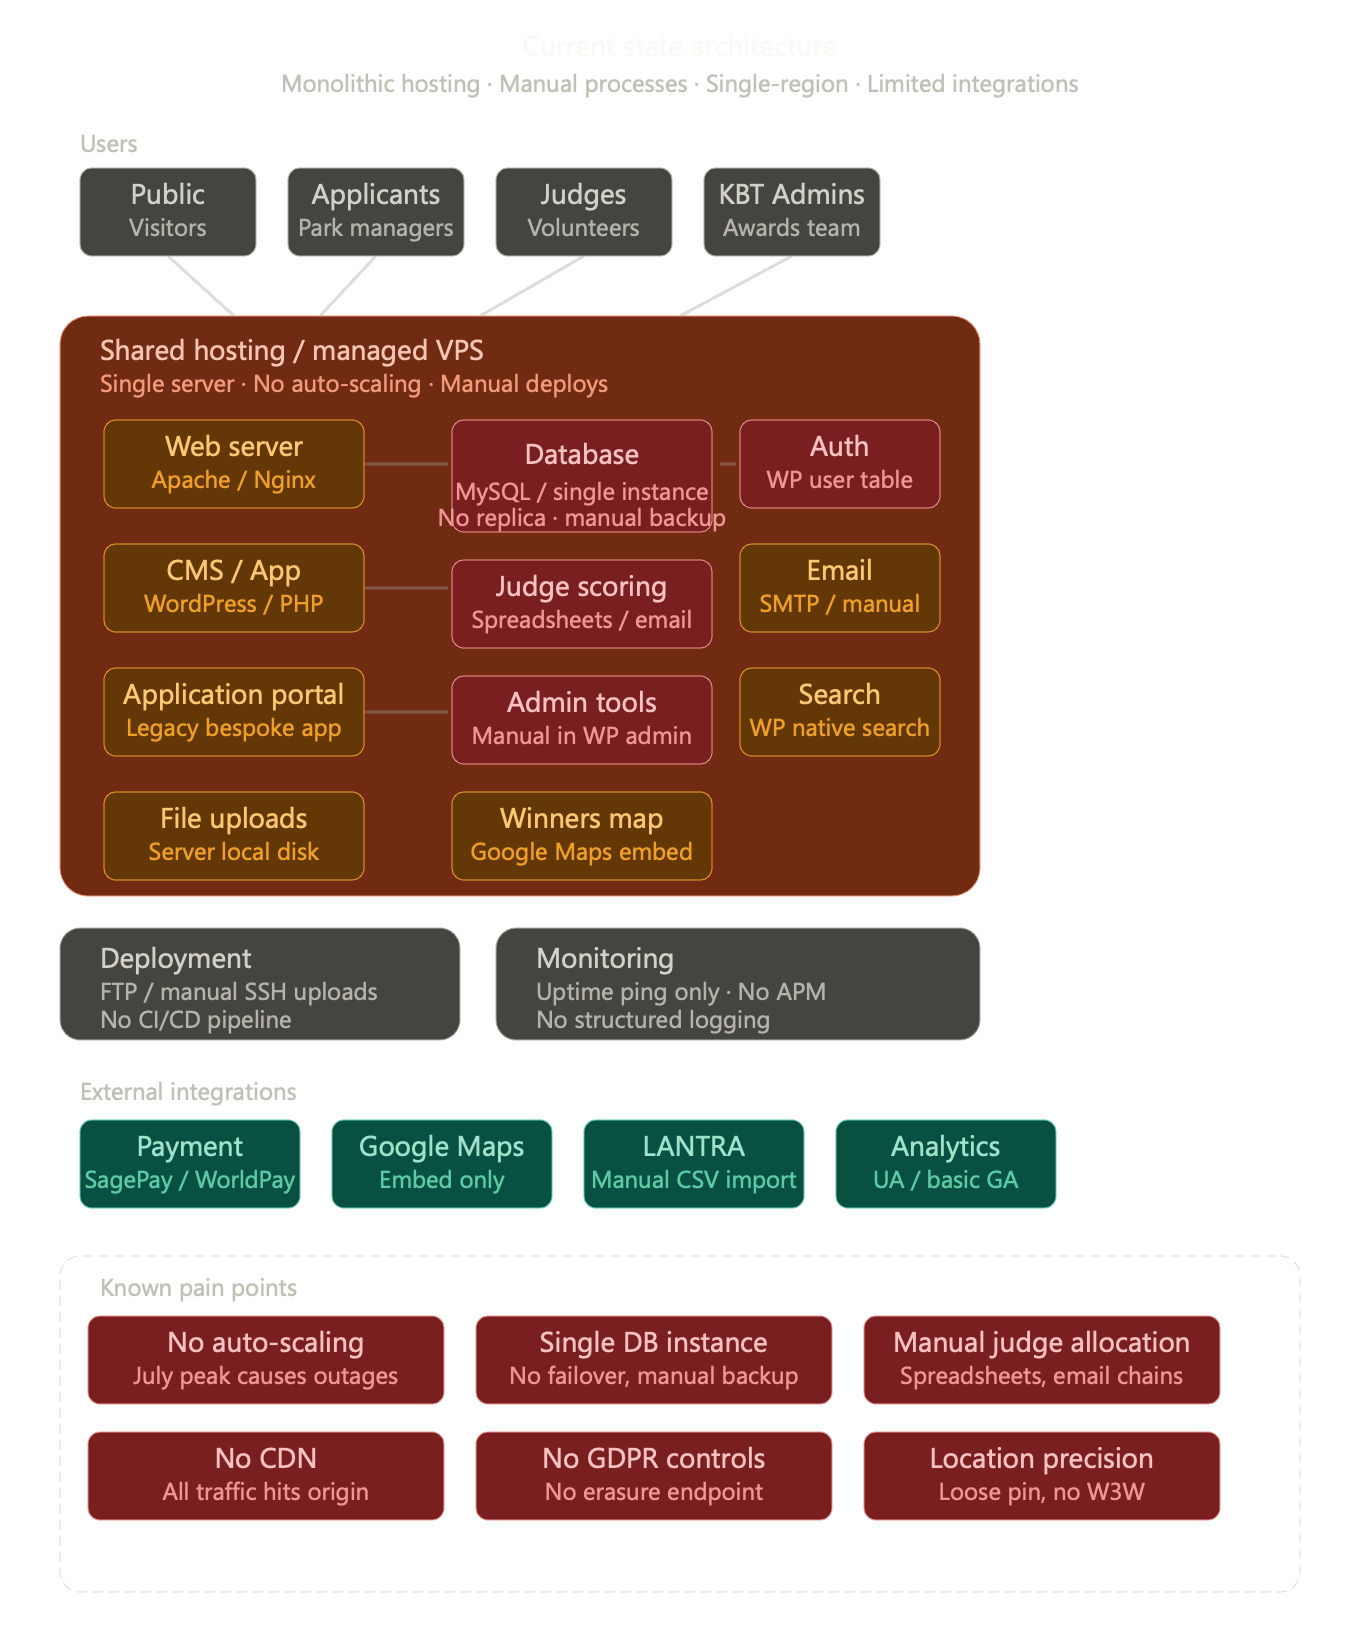 Current state architecture
Monolithic hosting · Manual processes · Single-region · Limited integrations
Users
Public
Visitors
Applicants
Park managers
Judges
Volunteers
KBT Admins
Awards team
Shared hosting / managed VPS
Single server · No auto-scaling · Manual deploys
Web server
Apache / Nginx
Database
MySQL / single instance
No replica · manual backup
Auth
WP user table
CMS / App
WordPress / PHP
Judge scoring
Spreadsheets / email
Email
SMTP / manual
Application portal
Legacy bespoke app
Admin tools
Manual in WP admin
Search
WP native search
File uploads
Server local disk
Winners map
Google Maps embed
Deployment
FTP / manual SSH uploads
No CI/CD pipeline
Monitoring
Uptime ping only · No APM
No structured logging
External integrations
Payment
SagePay / WorldPay
Google Maps
Embed only
LANTRA
Manual CSV import
Analytics
UA / basic GA
Known pain points
No auto-scaling
July peak causes outages
Single DB instance
No failover, manual backup
Manual judge allocation
Spreadsheets, email chains
No CDN
All traffic hits origin
No GDPR controls
No erasure endpoint
Location precision
Loose pin, no W3W